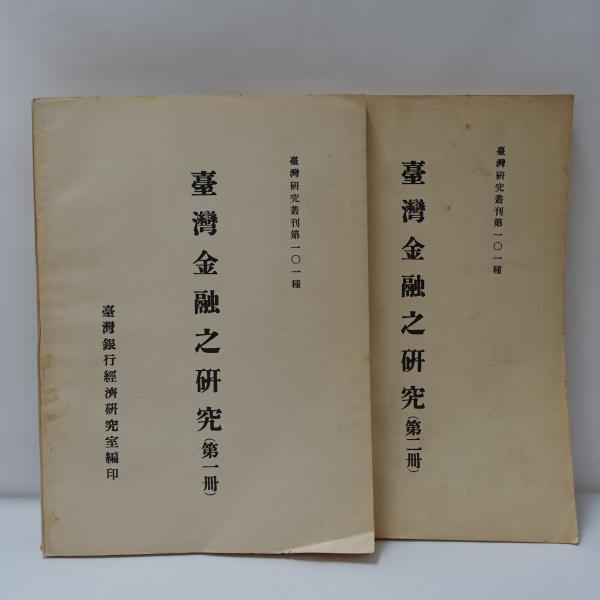 臺灣研究叢刊第一〇一種
臺灣金融之研究(第一冊)
臺灣銀行經濟研究室編印
臺灣研究叢刊第一〇一種
臺灣金融之研究(第二冊)